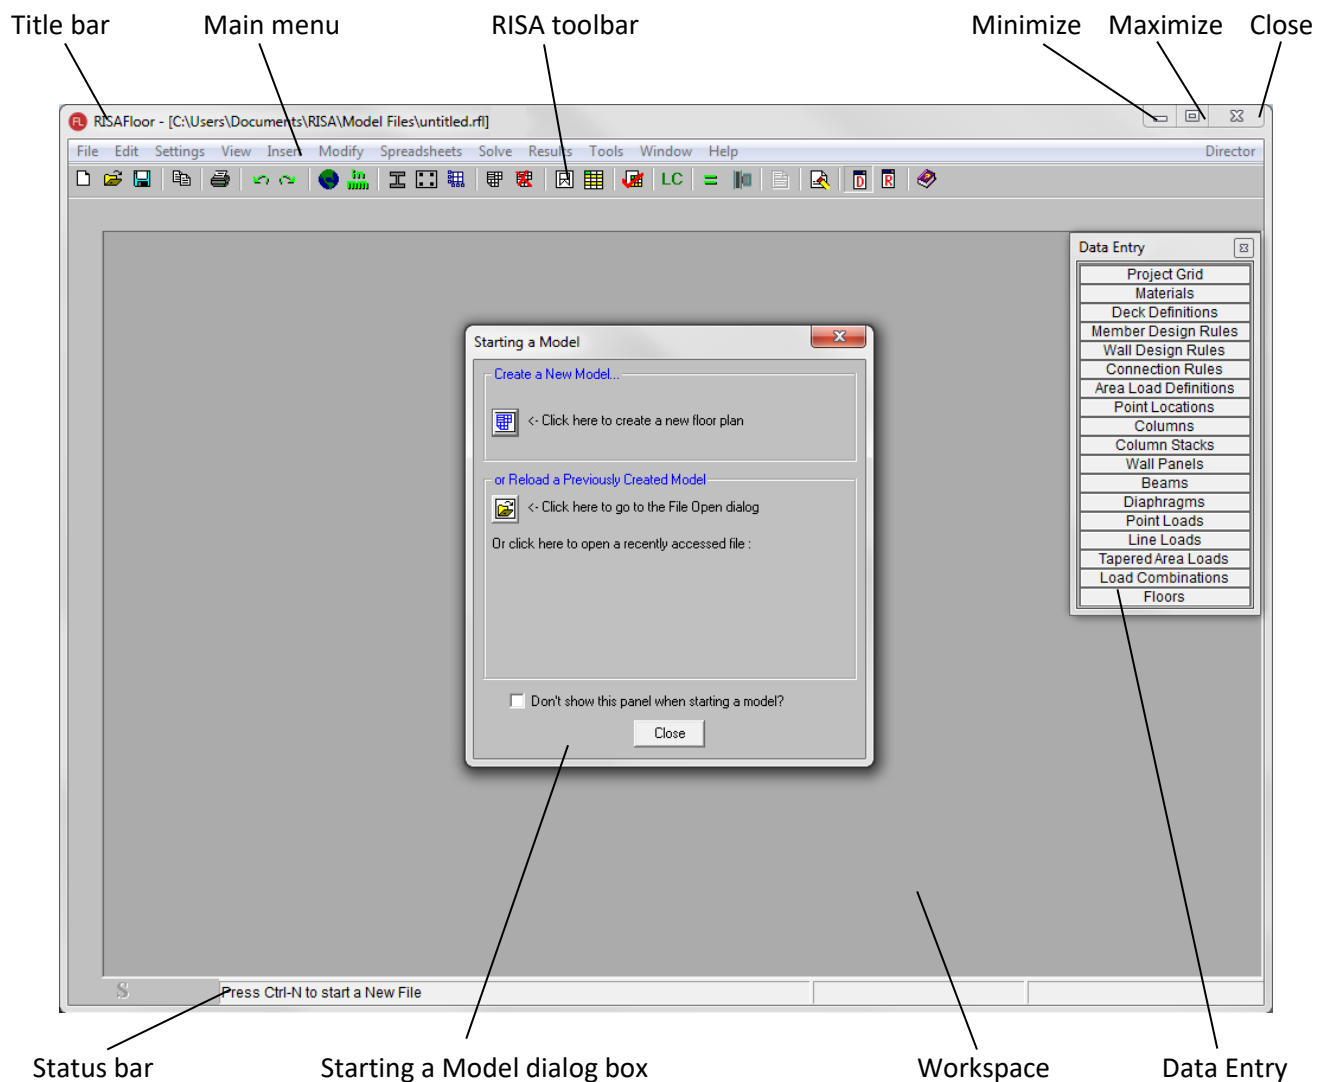 Title bar Main menu RISA toolbar Minimize Maximize Close
FL RISAFloor - [C:\Users\Documents\RISA\Model Files\untitled.rfl]
File Edit Settings View Insert Modify Spreadsheets Solve Results Tools Window Help Director
in mm LC D R
Data Entry
Project Grid
Materials
Deck Definitions
Member Design Rules
Wall Design Rules
Connection Rules
Area Load Definitions
Point Locations
Columns
Column Stacks
Wall Panels
Beams
Diaphragms
Point Loads
Line Loads
Tapered Area Loads
Load Combinations
Floors
Starting a Model
Create a New Model...
<- Click here to create a new floor plan
or Reload a Previously Created Model
<- Click here to go to the File Open dialog
Or click here to open a recently accessed file :
Don't show this panel when starting a model?
Close
S Press Ctrl-N to start a New File
Status bar Starting a Model dialog box Workspace Data Entry